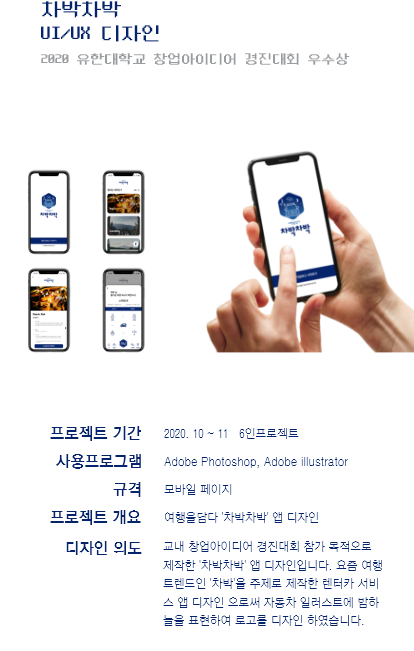 차박차박
UI/UX 디자인
2020 유한대학교 창업아이디어 경진대회 우수상
차박차박
차박차박
프로젝트 기간
2020. 10 ~ 11 6인프로젝트
사용프로그램
Adobe Photoshop, Adobe illustrator
규격
모바일 페이지
프로젝트 개요
여행을담다 '차박차박' 앱 디자인
디자인 의도
교내 창업아이디어 경진대회 참가 목적으로
제작한 '차박차박' 앱 디자인입니다. 요즘 여행
트렌드인 '차박'을 주제로 제작한 렌터카 서비
스 앱 디자인 으로써 자동차 일러스트에 밤하
늘을 표현하여 로고를 디자인 하였습니다.